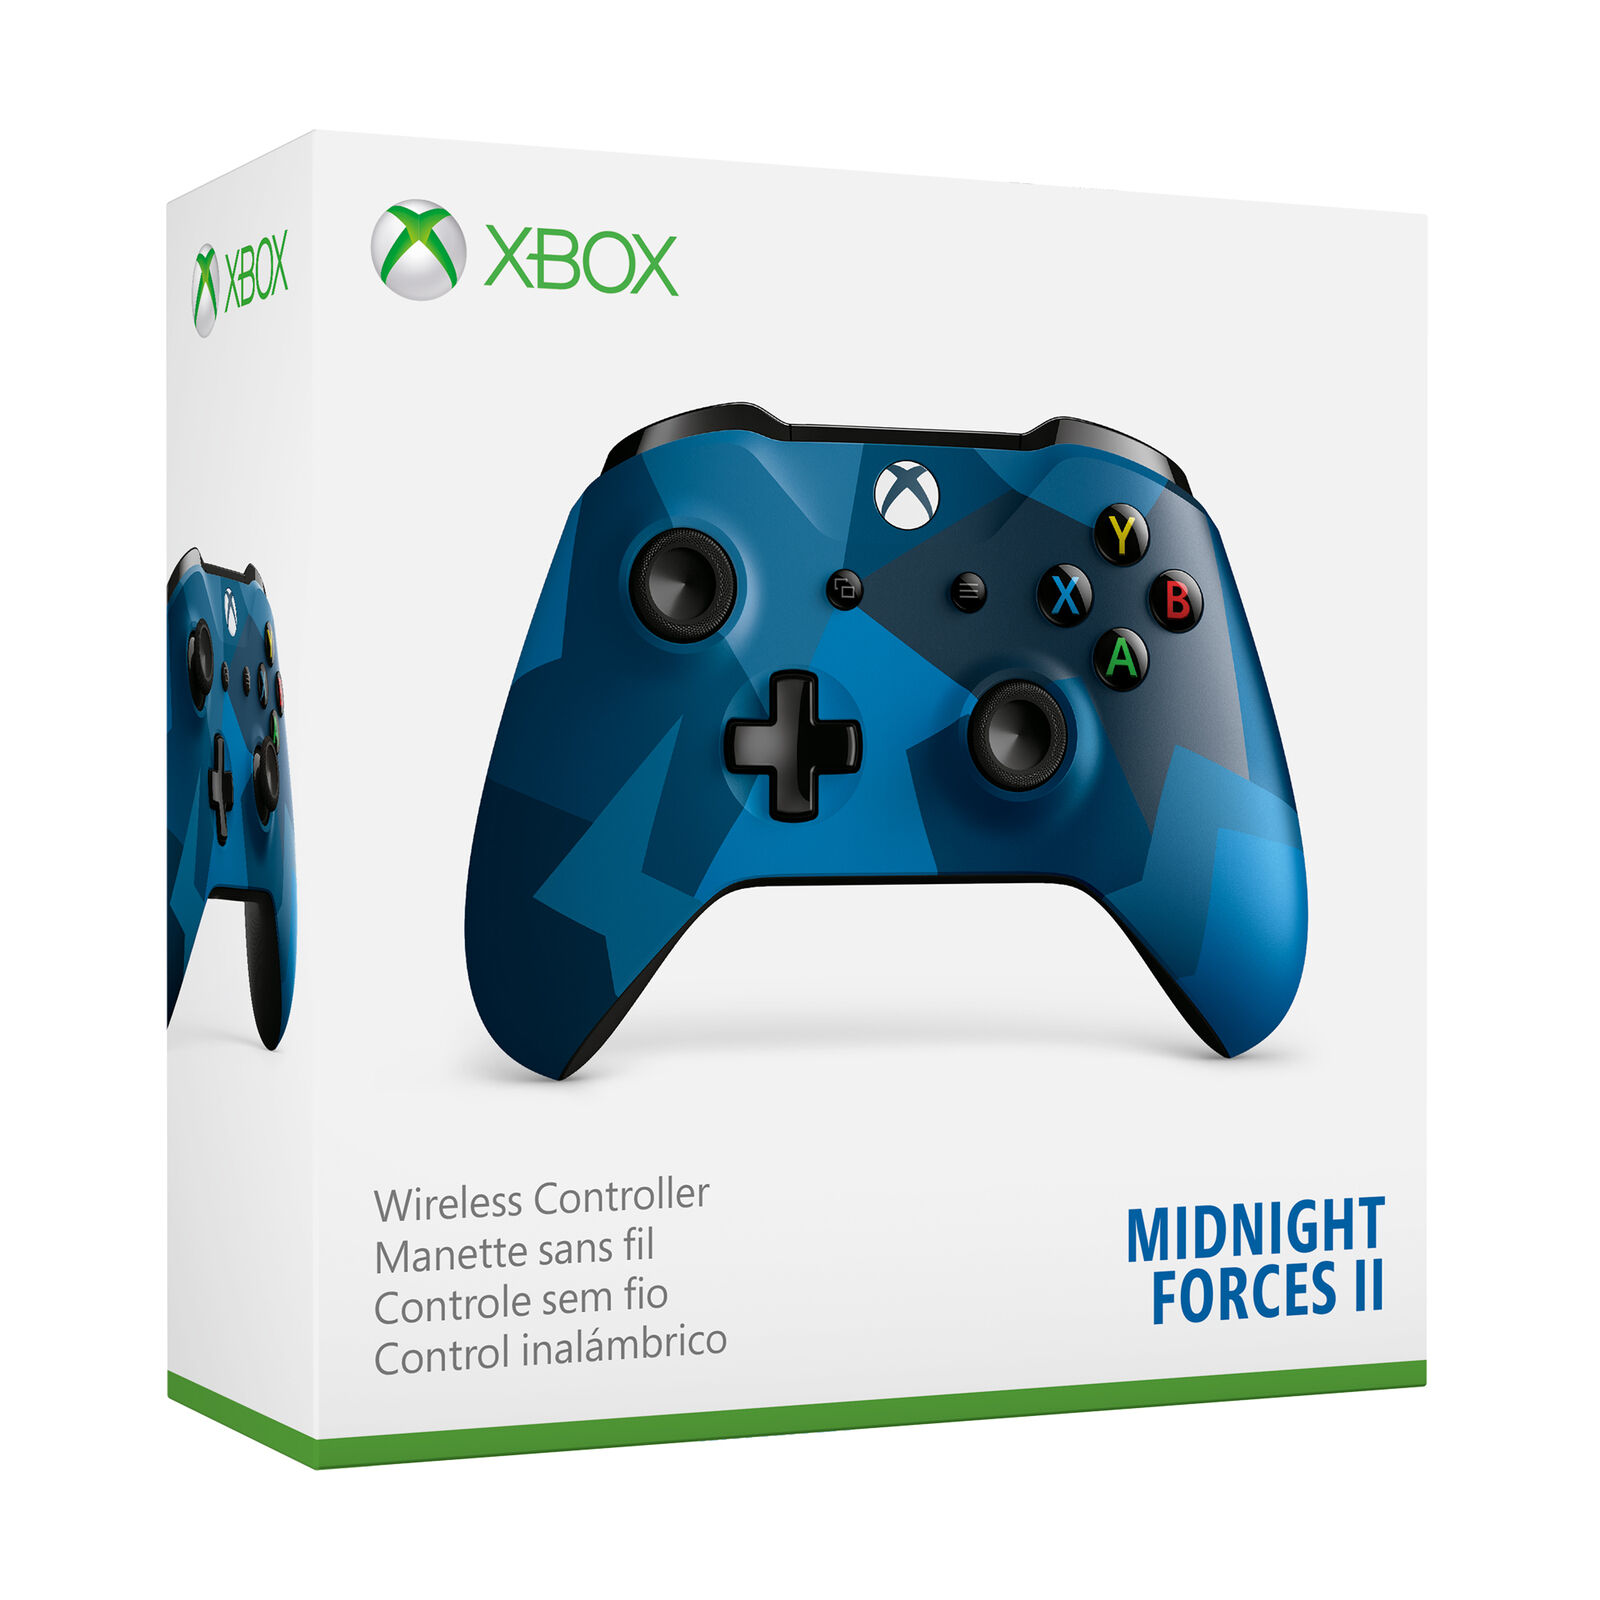 XBOX
XBOX
Y
X
B
A
Wireless Controller
Manette sans fil
Controle sem fio
Control inalámbrico
MIDNIGHT
FORCES II